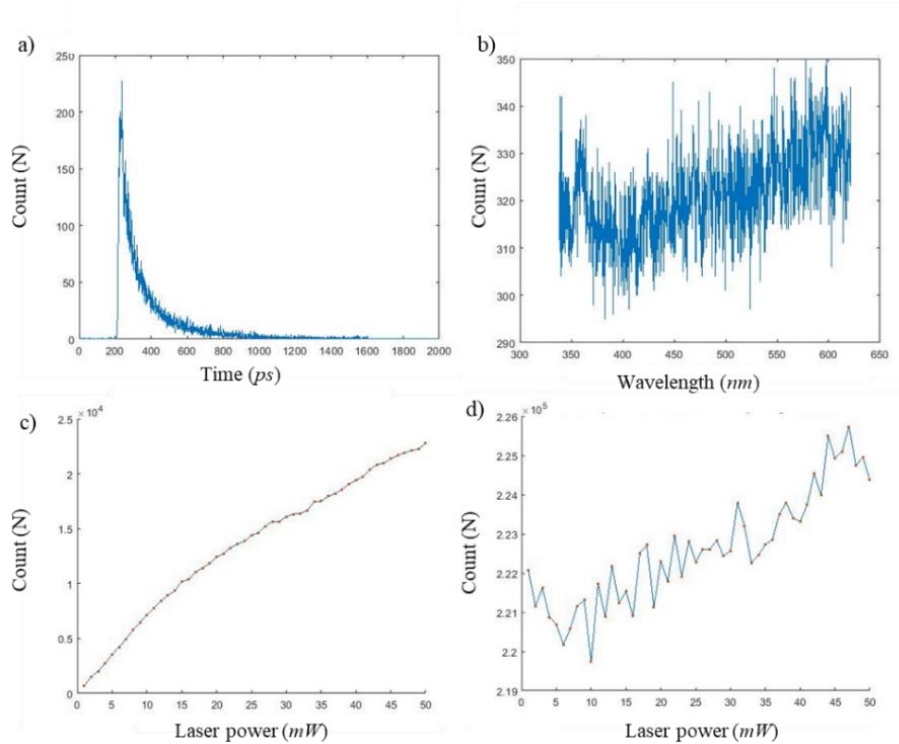 a)
250
200
150
100
50
0
0 200 400 600 800 1000 1200 1400 1600 1800 2000
Count (N)
Time (ps)
b)
350
340
330
320
310
300
290
300 350 400 450 500 550 600 650
Count (N)
Wavelength (nm)
c)
×10⁴
2.5
2
1.5
1
0.5
0
0 5 10 15 20 25 30 35 40 45 50
Count (N)
Laser power (mW)
d)
×10⁵
2.26
2.25
2.24
2.23
2.22
2.21
2.2
2.19
0 5 10 15 20 25 30 35 40 45 50
Count (N)
Laser power (mW)